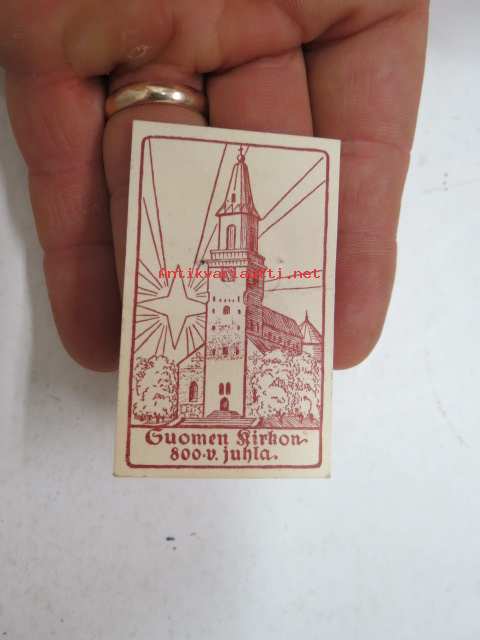 antikvariaatti.net
Suomen Kirkon
800-v. juhla.